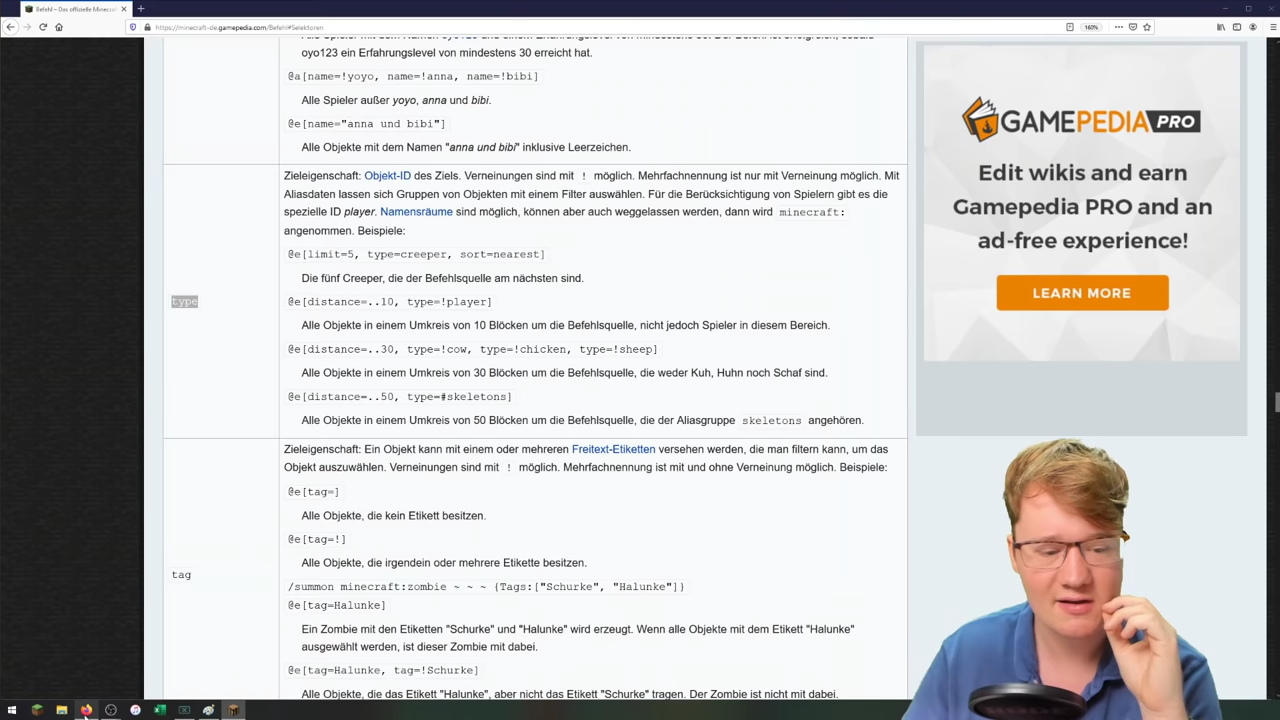 Befehl – Das offizielle Minecraf
https://minecraft-de.gamepedia.com/Befehl#Selektoren
160%
oyo123 ein Erfahrungslevel von mindestens 30 erreicht hat.
@a[name=!yoyo, name=!anna, name=!bibi]
Alle Spieler außer yoyo, anna und bibi.
@e[name="anna und bibi"]
Alle Objekte mit dem Namen "anna und bibi" inklusive Leerzeichen.
type
Zieleigenschaft: Objekt-ID des Ziels. Verneinungen sind mit ! möglich. Mehrfachnennung ist nur mit Verneinung möglich. Mit
Aliasdaten lassen sich Gruppen von Objekten mit einem Filter auswählen. Für die Berücksichtigung von Spielern gibt es die
spezielle ID player. Namensräume sind möglich, können aber auch weggelassen werden, dann wird minecraft:
angenommen. Beispiele:
@e[limit=5, type=creeper, sort=nearest]
Die fünf Creeper, die der Befehlsquelle am nächsten sind.
@e[distance=..10, type=!player]
Alle Objekte in einem Umkreis von 10 Blöcken um die Befehlsquelle, nicht jedoch Spieler in diesem Bereich.
@e[distance=..30, type=!cow, type=!chicken, type=!sheep]
Alle Objekte in einem Umkreis von 30 Blöcken um die Befehlsquelle, die weder Kuh, Huhn noch Schaf sind.
@e[distance=..50, type=#skeletons]
Alle Objekte in einem Umkreis von 50 Blöcken um die Befehlsquelle, die der Aliasgruppe skeletons angehören.
tag
Zieleigenschaft: Ein Objekt kann mit einem oder mehreren Freitext-Etiketten versehen werden, die man filtern kann, um das
Objekt auszuwählen. Verneinungen sind mit ! möglich. Mehrfachnennung ist mit und ohne Verneinung möglich. Beispiele:
@e[tag=]
Alle Objekte, die kein Etikett besitzen.
@e[tag=!]
Alle Objekte, die irgendein oder mehrere Etikette besitzen.
/summon minecraft:zombie ~ ~ ~ {Tags:["Schurke", "Halunke"]}
@e[tag=Halunke]
Ein Zombie mit den Etiketten "Schurke" und "Halunke" wird erzeugt. Wenn alle Objekte mit dem Etikett "Halunke"
ausgewählt werden, ist dieser Zombie mit dabei.
@e[tag=Halunke, tag=!Schurke]
Alle Objekte, die das Etikett "Halunke", aber nicht das Etikett "Schurke" tragen. Der Zombie ist nicht mit dabei.
GAMEPEDIA PRO
Edit wikis and earn
Gamepedia PRO and an
ad-free experience!
LEARN MORE